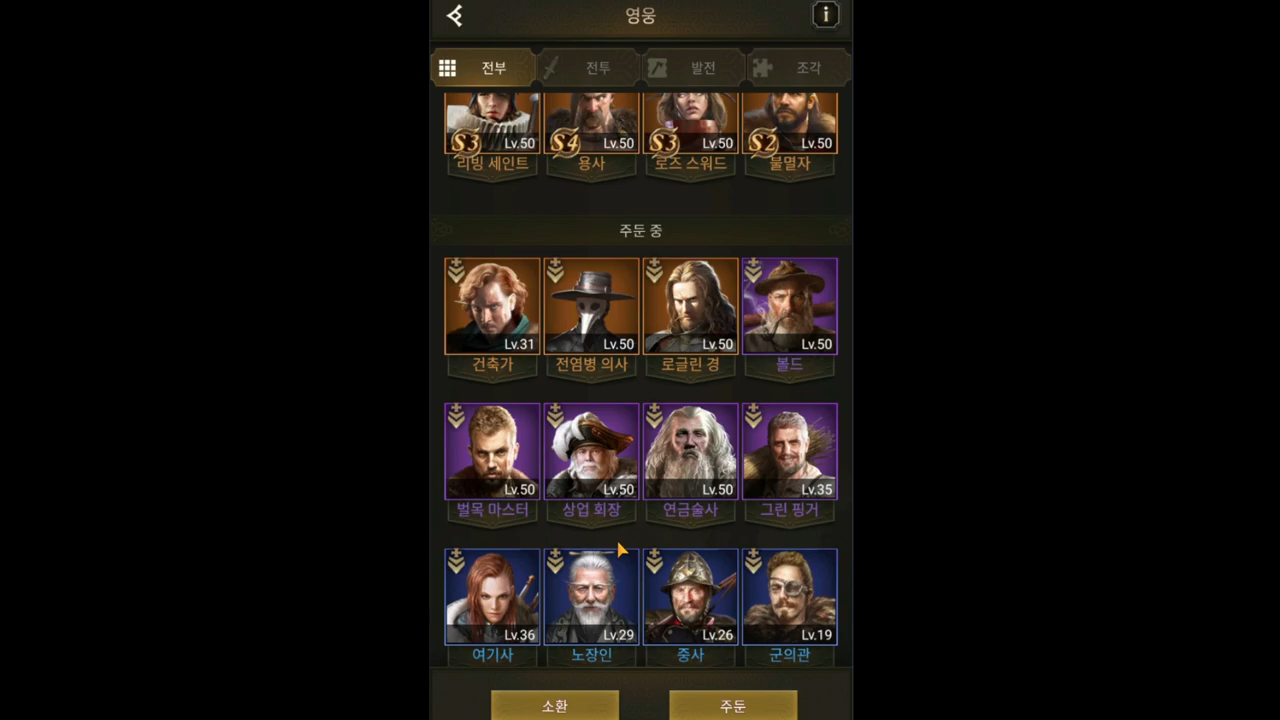 영웅
전부 전투 발전 조각
S3 Lv.50 S4 Lv.50 S3 Lv.50 S2 Lv.50
리빙 세인트 용사 로즈 스워드 불멸자
주둔 중
Lv.31 Lv.50 Lv.50 Lv.50
건축가 전염병 의사 로글린 경 볼드
Lv.50 Lv.50 Lv.50 Lv.35
벌목 마스터 상업 회장 연금술사 그린 핑거
Lv.36 Lv.29 Lv.26 Lv.19
여기사 노장인 중사 군의관
소환 주둔